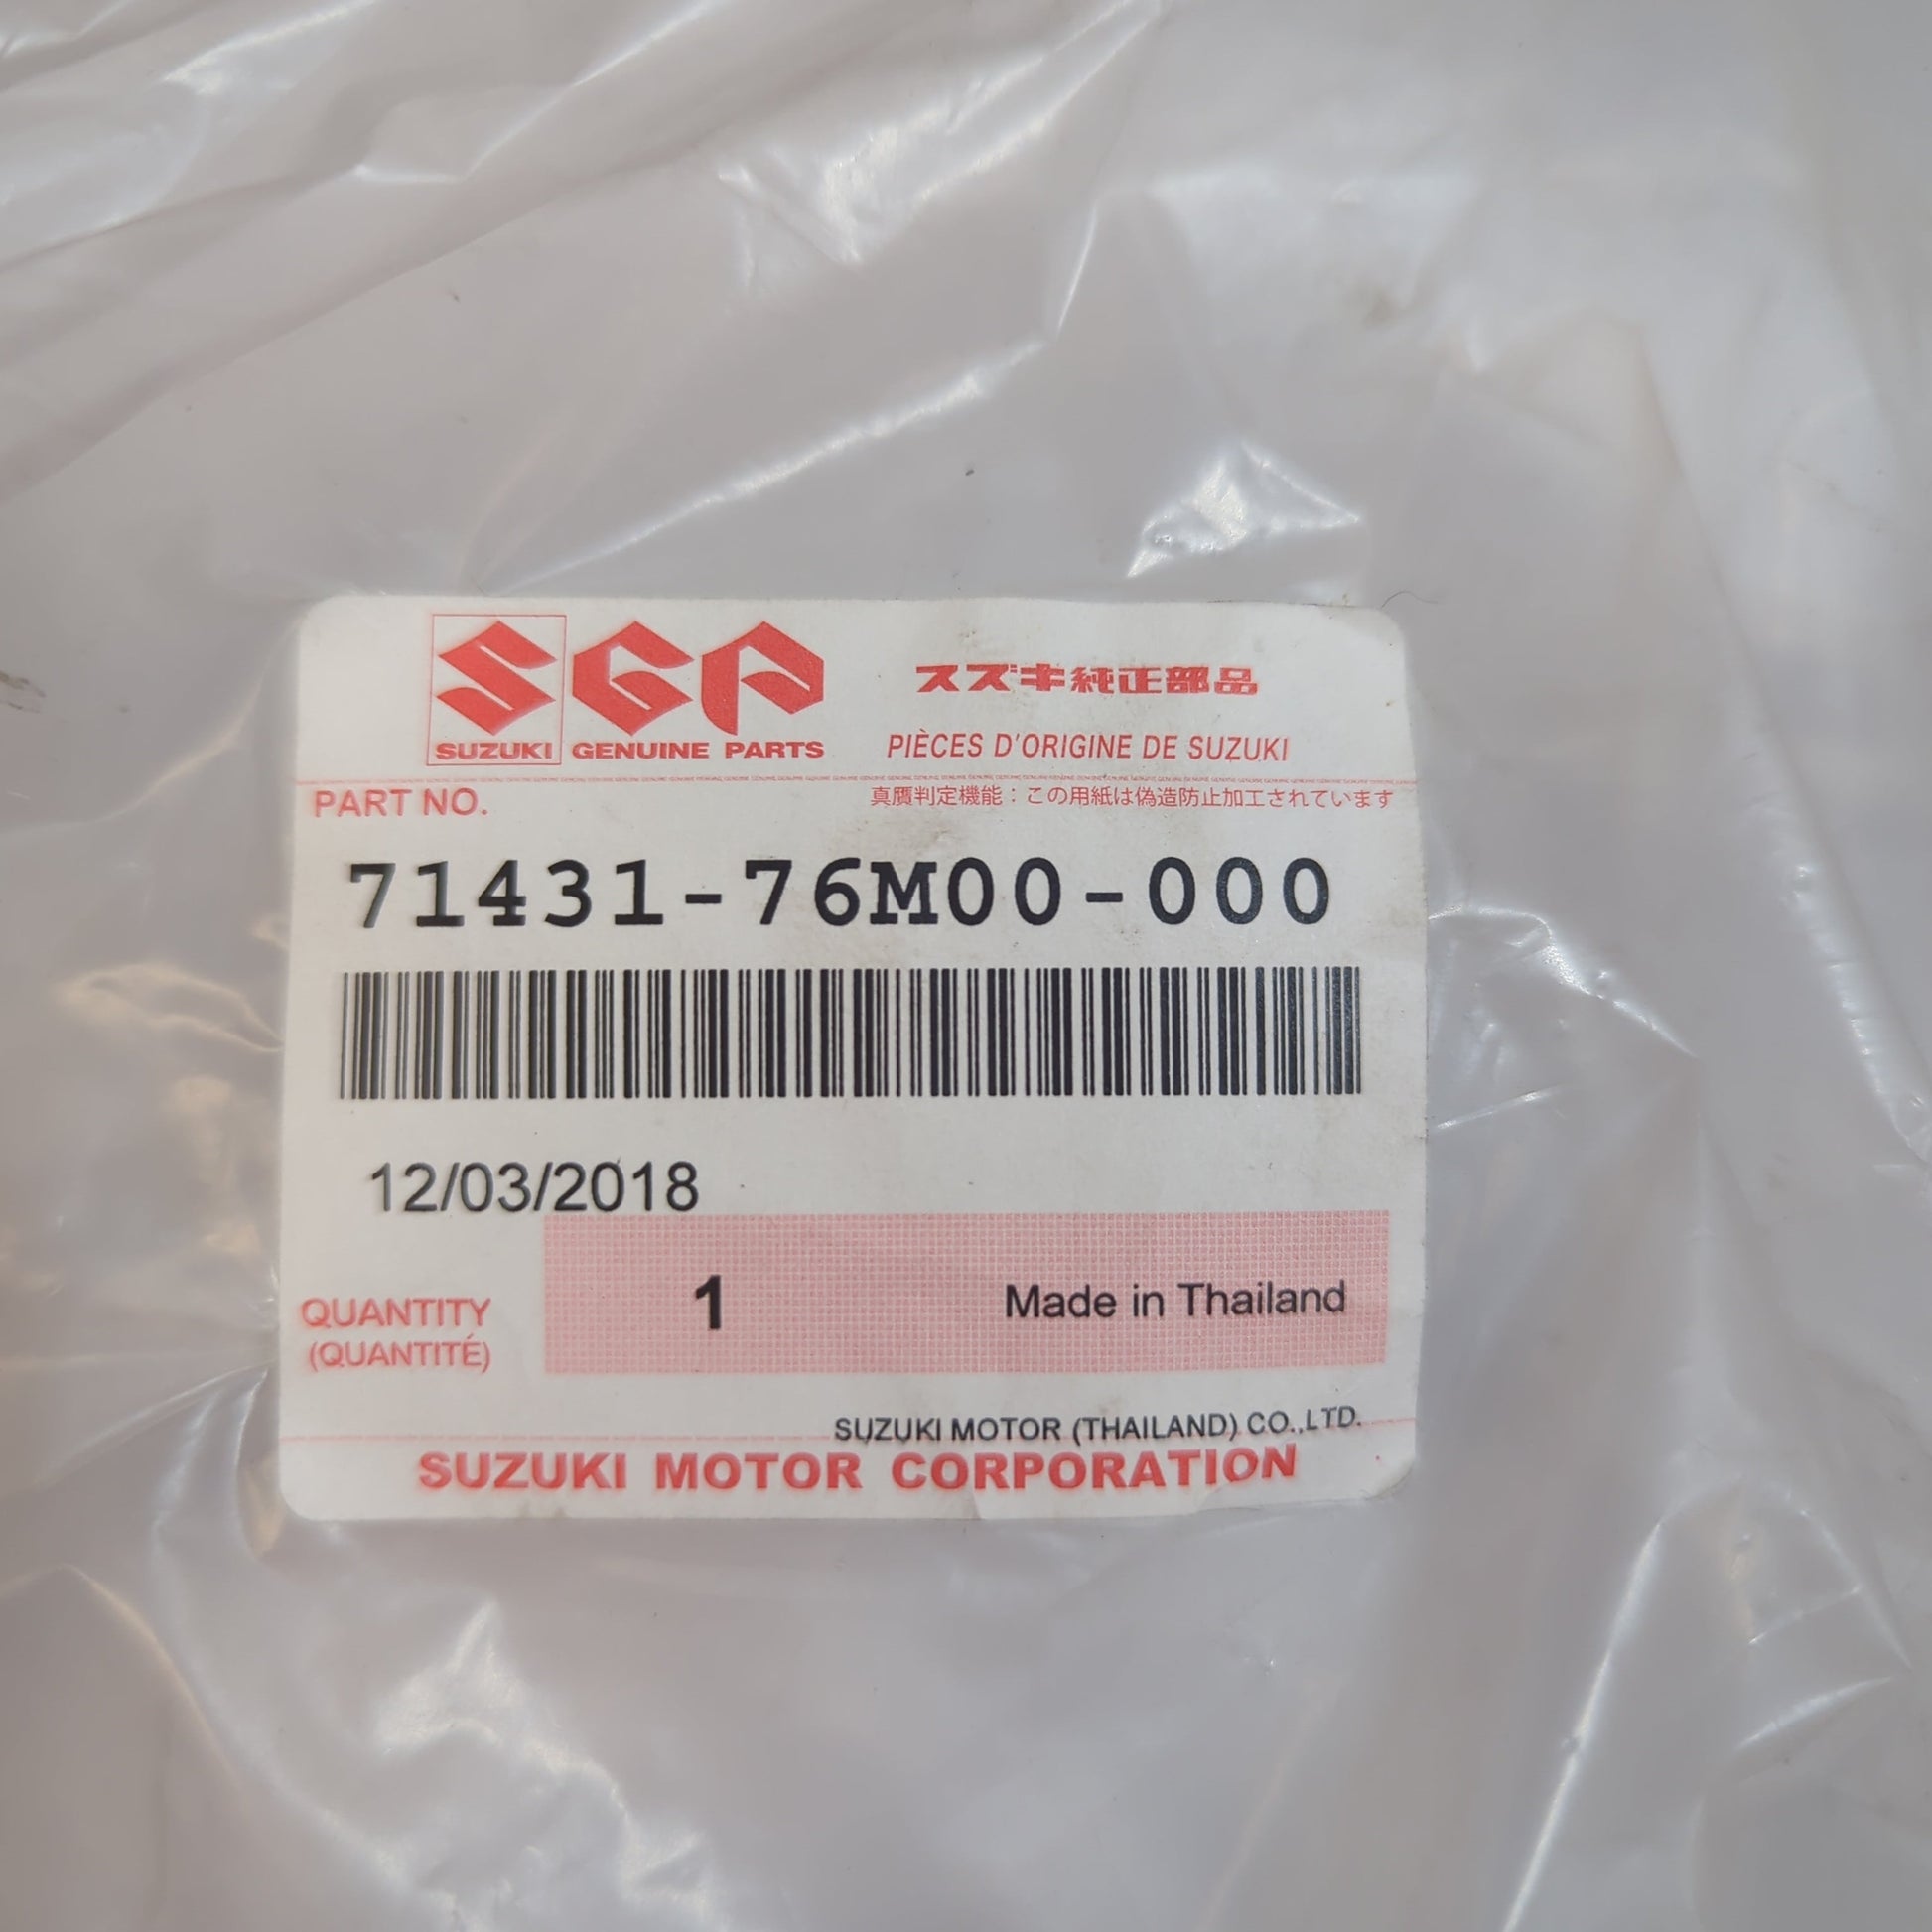 SGP
SUZUKI GENUINE PARTS
スズキ純正部品
PIÈCES D'ORIGINE DE SUZUKI
PART NO.
真贋判定機能：この用紙は偽造防止加工されています
71431-76M00-000
12/03/2018
QUANTITY
(QUANTITÉ)
1
Made in Thailand
SUZUKI MOTOR (THAILAND) CO.,LTD.
SUZUKI MOTOR CORPORATION